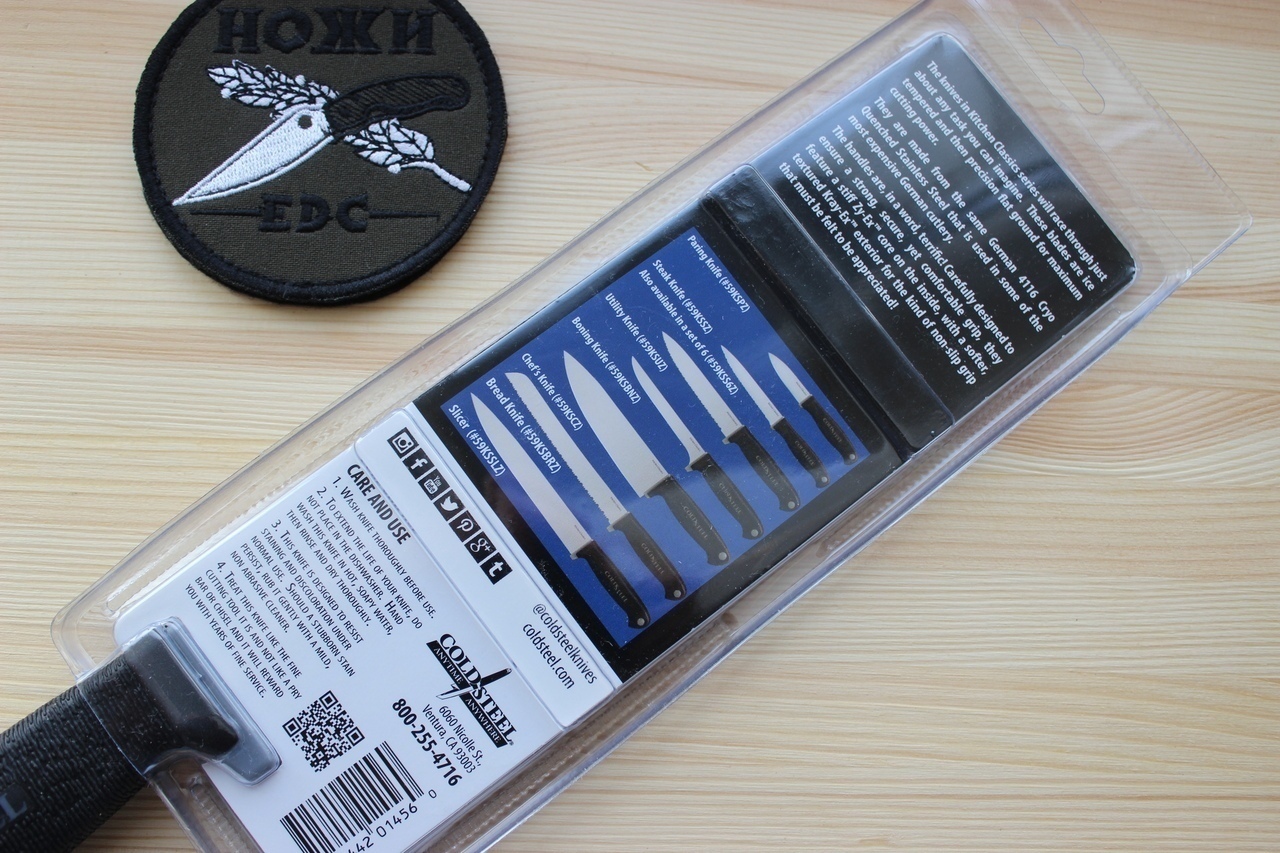 НОЖИ
EDC
The knives in Kitchen Classics series will race through just
about any task you can imagine. These blades are ice
tempered and then precision flat ground for maximum
cutting power.
They are made from the same German 4116 Cryo
Quenched Stainless Steel that is used in some of the
most expensive German cutlery.
The handles are, in a word, terrific! Carefully designed to
ensure a strong, secure, yet comfortable grip, they
feature a stiff Zy-Ex™ core on the inside, with a softer,
textured Kray-Ex™ exterior for the kind of non-slip grip
that must be felt to be appreciated!
Paring Knife (#59KSPZ)
Steak Knife (#59KSSZ)
Also available in a set of 6 (#59KSS6Z)
Utility Knife (#59KSUZ)
Boning Knife (#59KSBNZ)
Chef's Knife (#59KSCZ)
Bread Knife (#59KSBRZ)
Slicer (#59KSSLZ)
@coldsteelknives
coldsteel.com
CARE AND USE
1. Wash knife thoroughly before use.
2. To extend the life of your knife, do
not place in the dishwasher. Hand
wash this knife in hot, soapy water,
then rinse and dry thoroughly.
3. This knife is designed to resist
staining and discoloration under
normal use. Should a stubborn stain
persist, rub it gently with a mild,
non abrasive cleaner.
4. Treat this knife like the fine
cutting tool it is and not like a pry
bar or chisel and it will reward
you with years of fine service.
COLD STEEL
ANYTIME ANYWHERE
6060 Nicolle St.,
Ventura, CA 93003
800-255-4716
442 01456 0